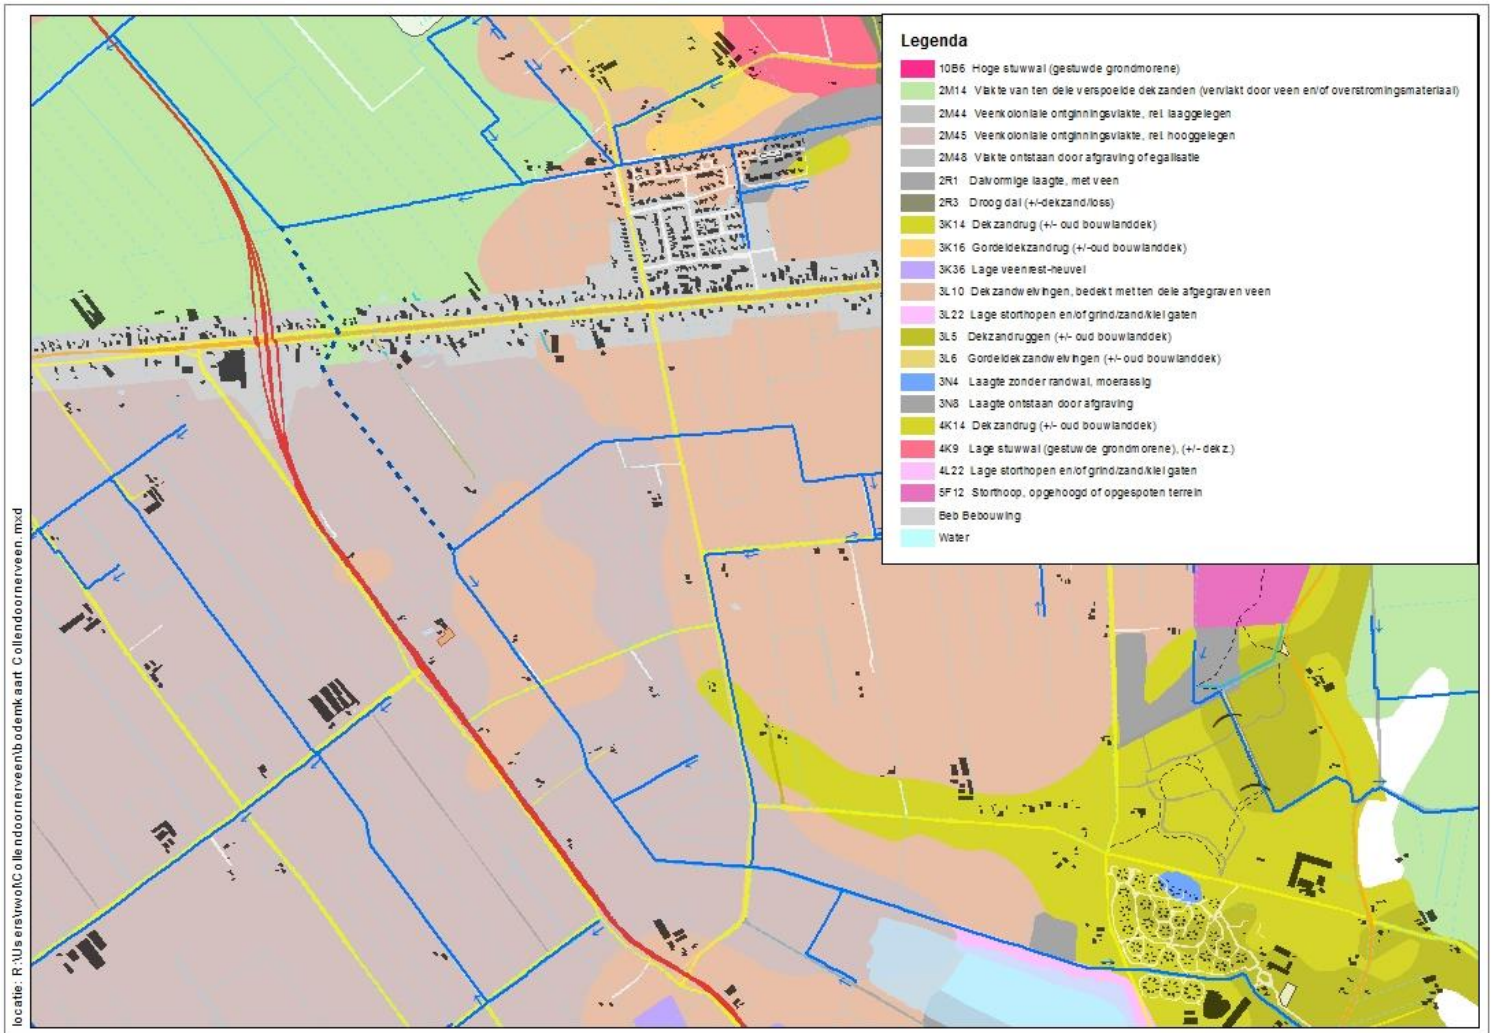 Legenda
10B6 Hoge stuwwal (gestuwde grondmorene)
2M14 Vlakte van ten dele verspoelde dekzanden (vervlakt door veen en/of overstromingsmateriaal)
2M44 Veenkoloniale ontginningsvlakte, rel. laaggelegen
2M45 Veenkoloniale ontginningsvlakte, rel. hooggelegen
2M48 Vlakte ontstaan door afgraving of egalisatie
2R1 Dalvormige laagte, met veen
2R3 Droog dal (+/-dekzand/loss)
3K14 Dekzandrug (+/- oud bouwlanddek)
3K16 Gordeldekzandrug (+/-oud bouwlanddek)
3K36 Lage veenrest-heuvel
3L10 Dekzandwelvingen, bedekt met ten dele afgegraven veen
3L22 Lage storthopen en/of grind/zand/klei gaten
3L5 Dekzandruggen (+/- oud bouwlanddek)
3L6 Gordeldekzandwelvingen (+/- oud bouwlanddek)
3N4 Laagte zonder randwal, moerassig
3N8 Laagte ontstaan door afgraving
4K14 Dekzandrug (+/- oud bouwlanddek)
4K9 Lage stuwwal (gestuwde grondmorene), (+/- dekz.)
4L22 Lage storthopen en/of grind/zand/klei gaten
5F12 Storthoop, opgehoogd of opgespoten terrein
Beb Bebouwing
Water
locatie: R:\Users\rwol\Collendoornerveen\bodemkaart Collendoornerveen.mxd